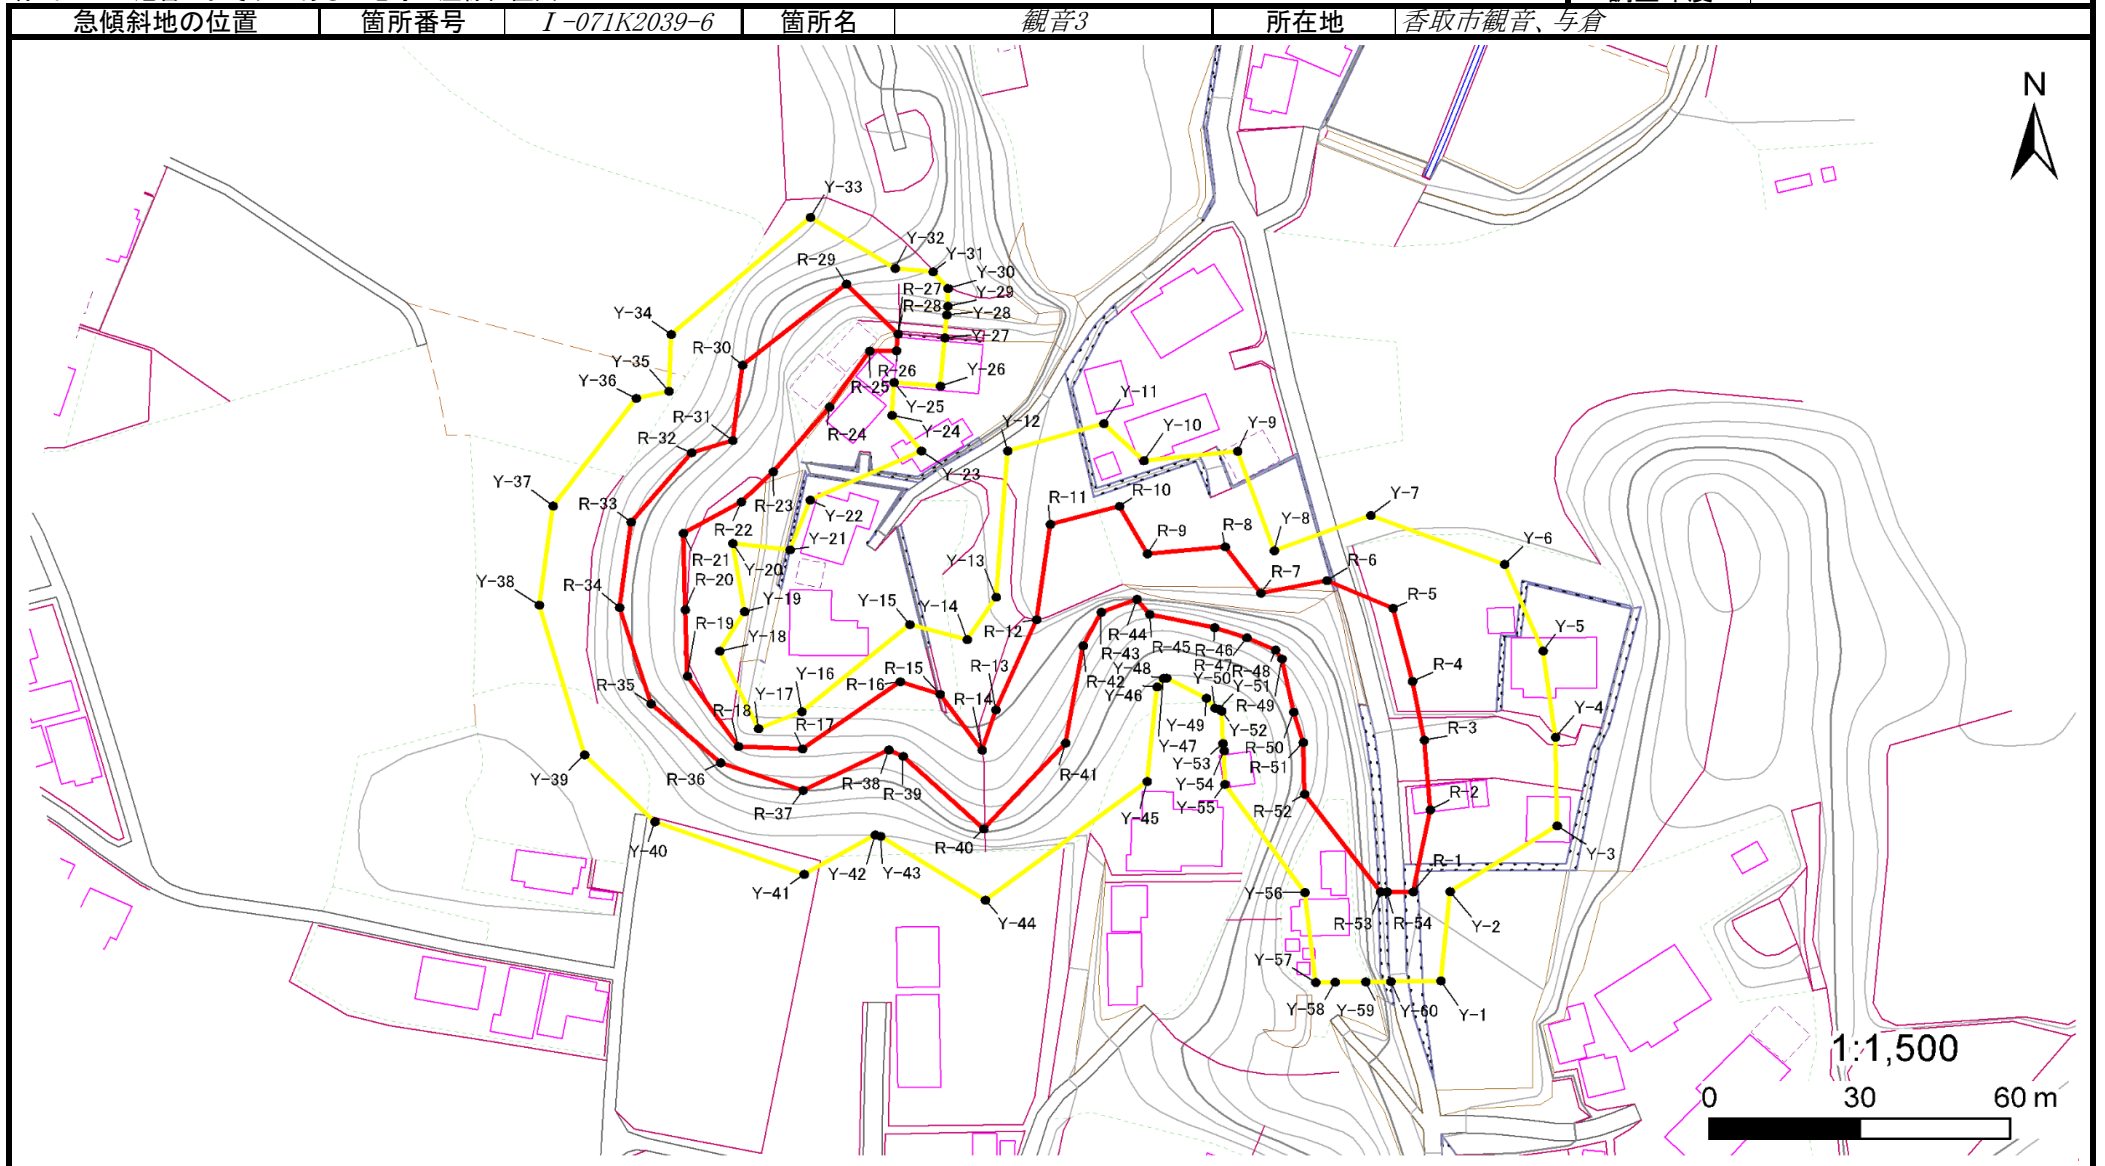 急傾斜地の位置 箇所番号 I-071K2039-6 箇所名 観音3 所在地 香取市観音、与倉
N
Y-33
Y-32
Y-31
R-29
Y-30
R-27
Y-29
R-28
Y-28
Y-34
Y-27
R-30
Y-35
Y-36
R-26
Y-26
R-25
Y-25
Y-11
R-31
R-24
Y-24
Y-12
Y-10
Y-9
R-32
Y-23
Y-37
R-23
R-11
R-10
Y-7
R-33
Y-22
R-22
R-9
R-8
Y-8
Y-6
Y-21
R-21
Y-20
R-6
Y-38
R-34
R-20
Y-19
Y-13
R-7
R-5
Y-15
Y-14
R-19
Y-18
R-12
R-44
Y-5
R-43
R-45
R-46
R-35
R-15
R-13
Y-48
R-47
R-48
R-4
Y-16
R-16
R-42
Y-46
Y-50
Y-51
Y-17
R-14
R-49
R-18
R-17
Y-49
Y-52
R-3
Y-4
Y-39
R-36
R-38
R-39
R-41
Y-47
R-50
Y-53
R-51
Y-54
R-37
Y-45
Y-55
R-52
R-2
Y-40
R-40
Y-3
Y-41
Y-42
Y-43
R-1
Y-56
Y-44
R-53
R-54
Y-2
Y-57
Y-58
Y-59
Y-60
Y-1
1:1,500
0 30 60 m